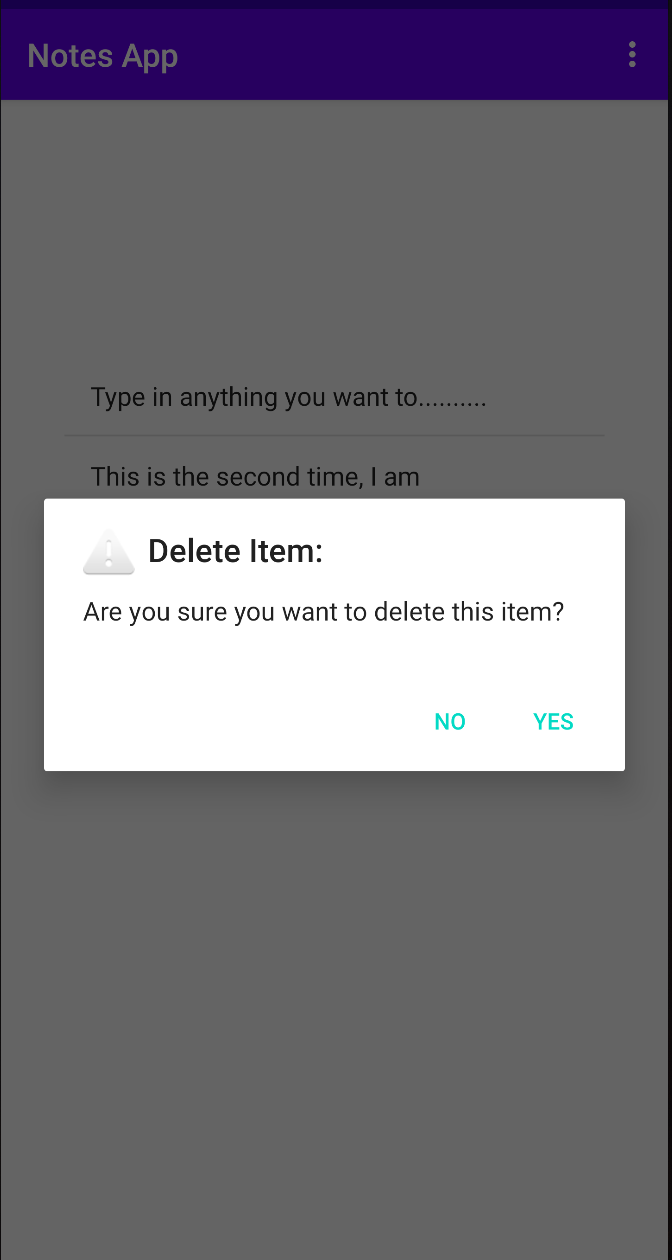 Notes App
Type in anything you want to..........
This is the second time, I am
Delete Item:
Are you sure you want to delete this item?
NO YES